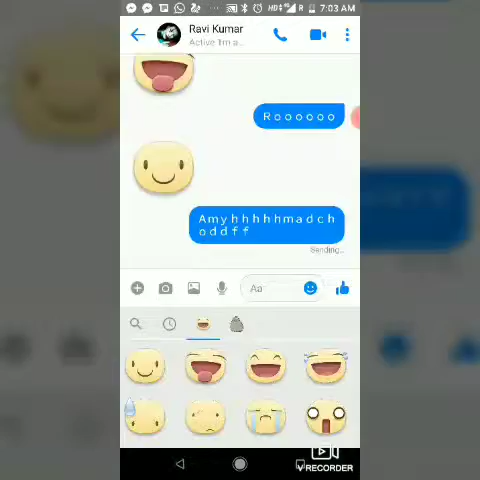 7:03 AM
Ravi Kumar
Active 1m a...
R o o o o o o
A m y h h h h h m a d c h
o d d f f
Sending...
Aa
V RECORDER